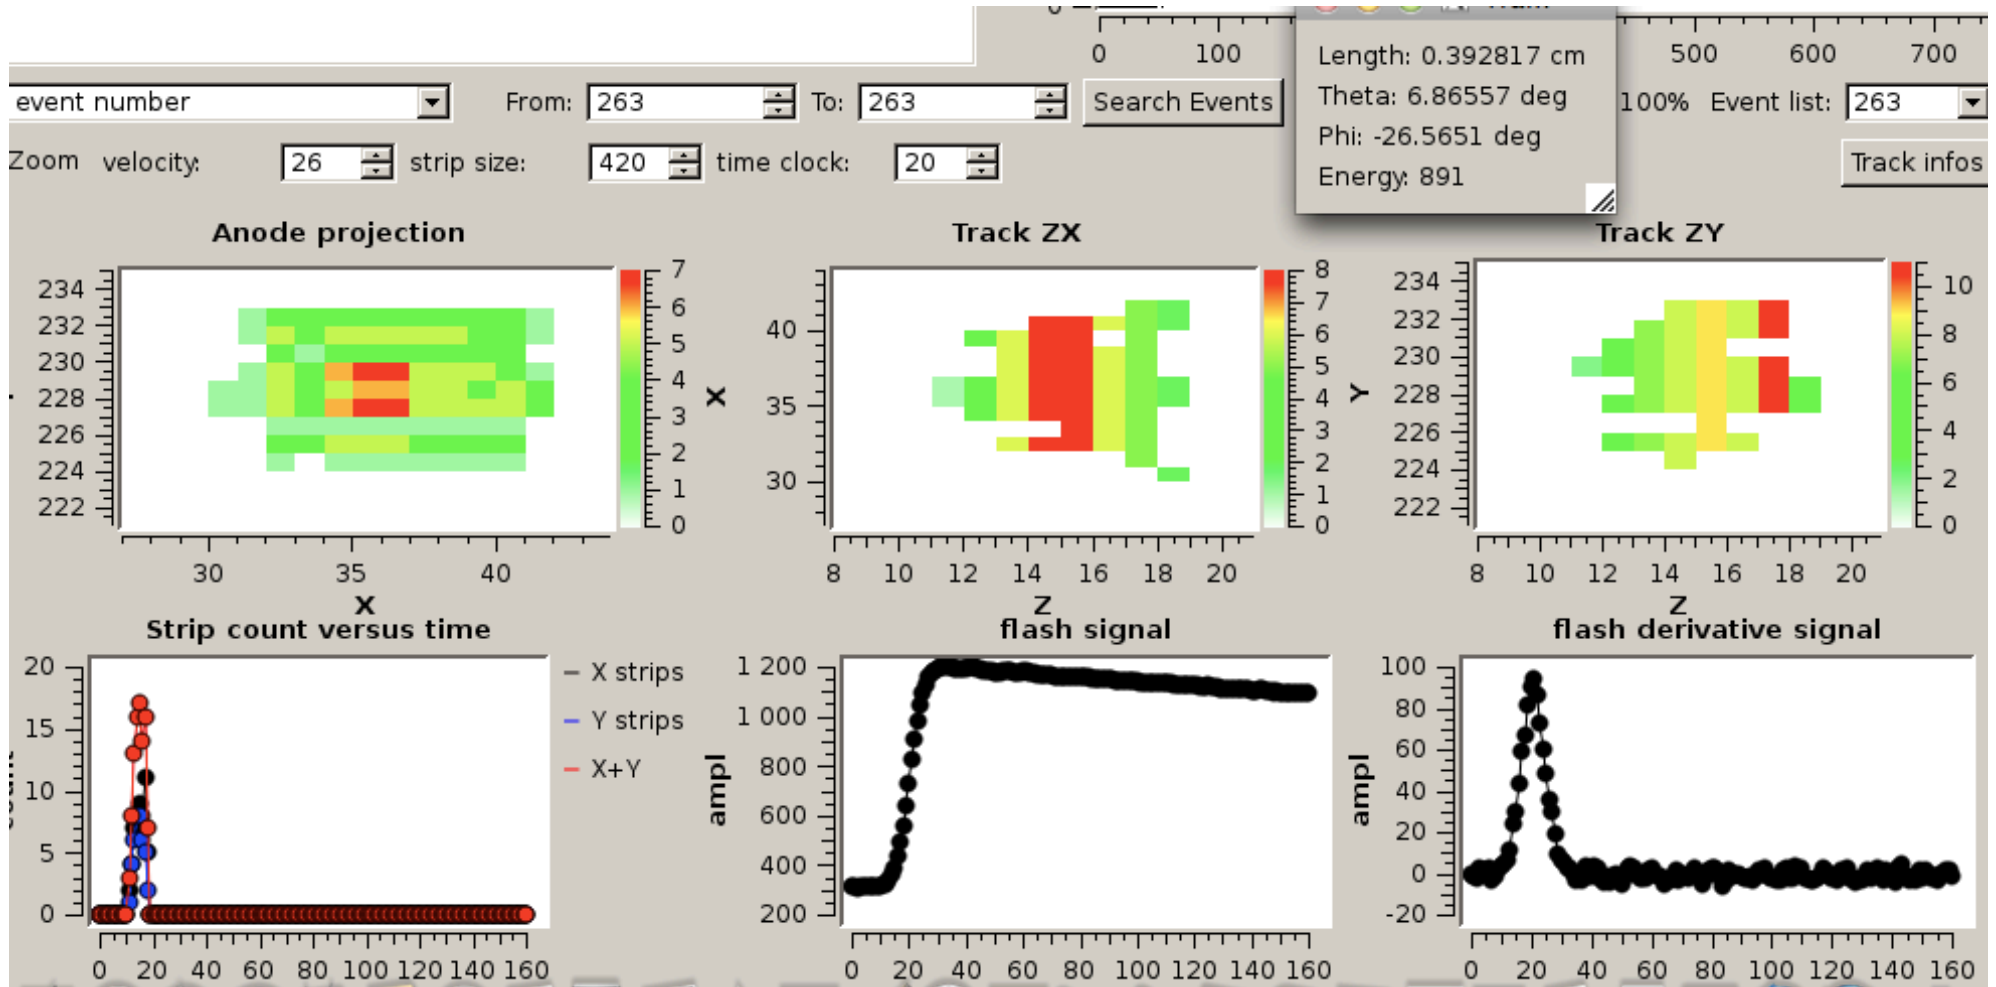 0
0 100 500 600 700
Length: 0.392817 cm
Theta: 6.86557 deg
Phi: -26.5651 deg
Energy: 891
event number From: 263 To: 263 Search Events 100% Event list: 263
Zoom velocity: 26 strip size: 420 time clock: 20 Track infos
Anode projection
234
232
230
228
226
224
222
30 35 40
X
7
6
5
4
3
2
1
0
Track ZX
X
40
35
30
8 10 12 14 16 18 20
Z
8
7
6
5
4
3
2
1
0
Track ZY
Y
234
232
230
228
226
224
222
8 10 12 14 16 18 20
Z
10
8
6
4
2
0
Strip count versus time
20
15
10
5
0
0 20 40 60 80 100 120 140 160
X strips
Y strips
X+Y
flash signal
ampl
1 200
1 000
800
600
400
200
0 20 40 60 80 100 120 140 160
flash derivative signal
ampl
100
80
60
40
20
0
-20
0 20 40 60 80 100 120 140 160